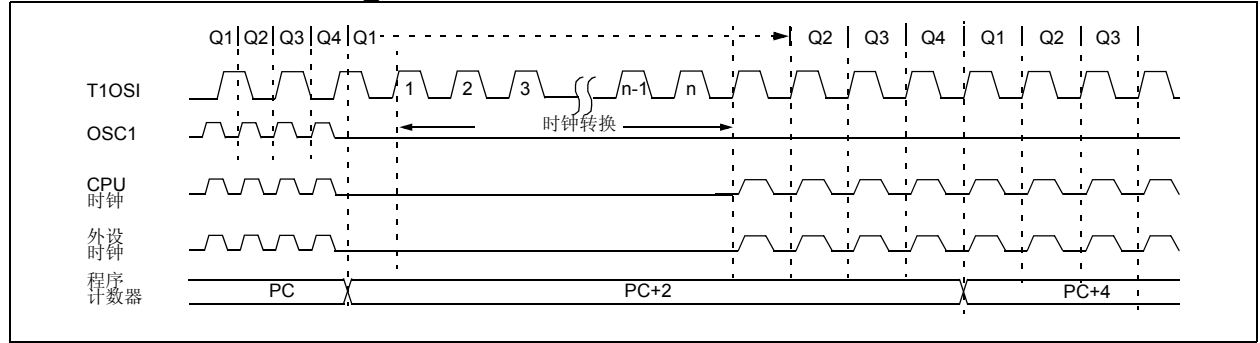 Q1 Q2 Q3 Q4 Q1 Q2 Q3 Q4 Q1 Q2 Q3
T1OSI 1 2 3 n-1 n
OSC1 时钟转换
CPU
时钟
外设
时钟
程序
计数器
PC PC+2 PC+4